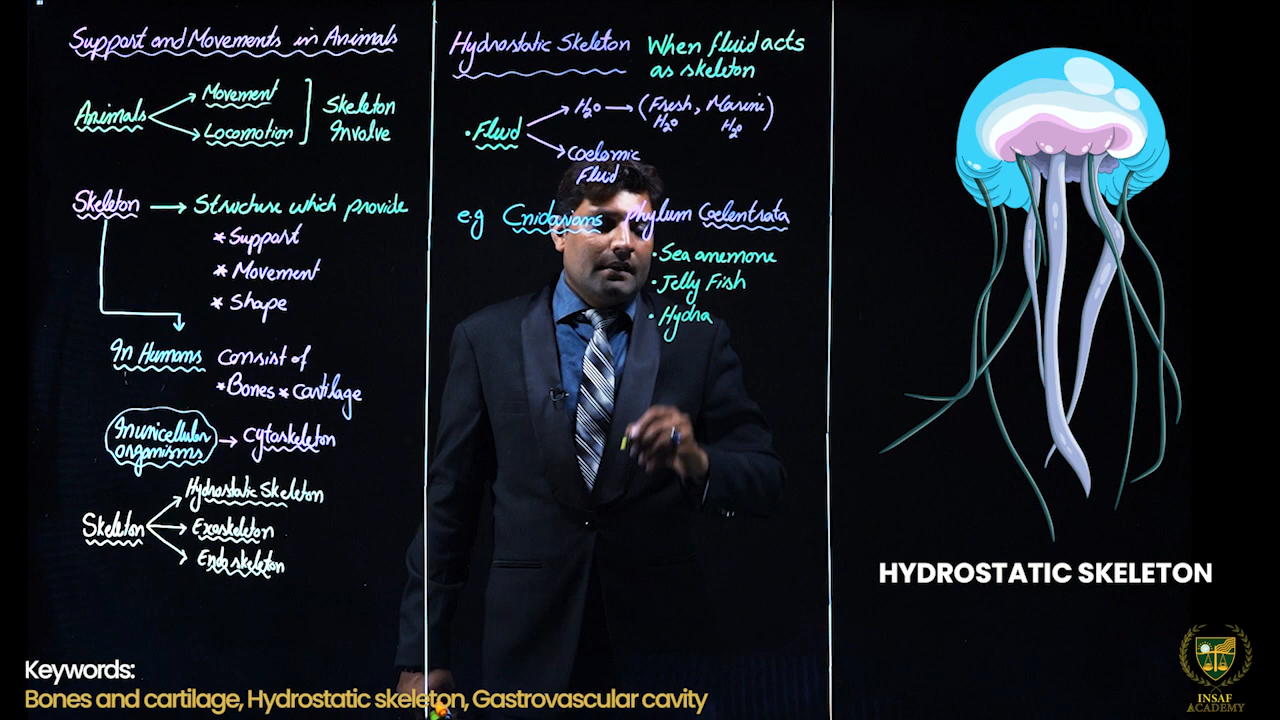 Support and Movements in Animals
Animals
Movement
Locomotion
Skeleton
Involve
Skeleton → Structure which provide
* Support
* Movement
* Shape
In Humans Consist of
* Bones * cartilage
In unicellular
organisms → Cytoskeleton
Skeleton
Hydrostatic Skeleton
Exoskeleton
Endoskeleton
Hydrostatic Skeleton When fluid acts
as skeleton
• Fluid
H₂O → (Fresh, Marine)
H₂O H₂O
Coelomic
Fluid
e.g Cnidarians phylum Coelentrata
• Sea anemone
• Jelly Fish
• Hydra
HYDROSTATIC SKELETON
Keywords:
Bones and cartilage, Hydrostatic skeleton, Gastrovascular cavity
INSAF
ACADEMY